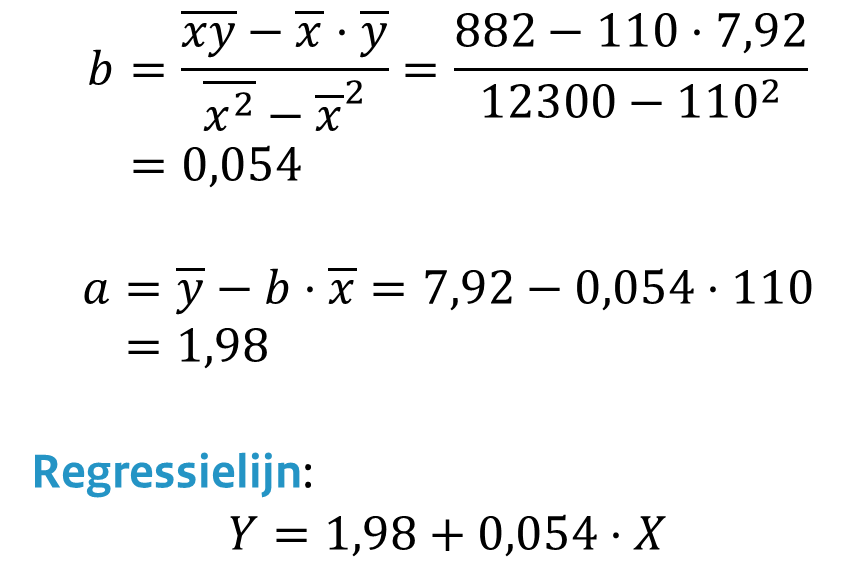 b = (x̅y̅ − x̅ · y̅) / (x̅²̅ − x̅²) = (882 − 110 · 7,92) / (12300 − 110²)
= 0,054
a = y̅ − b · x̅ = 7,92 − 0,054 · 110
= 1,98
Regressielijn:
Y = 1,98 + 0,054 · X